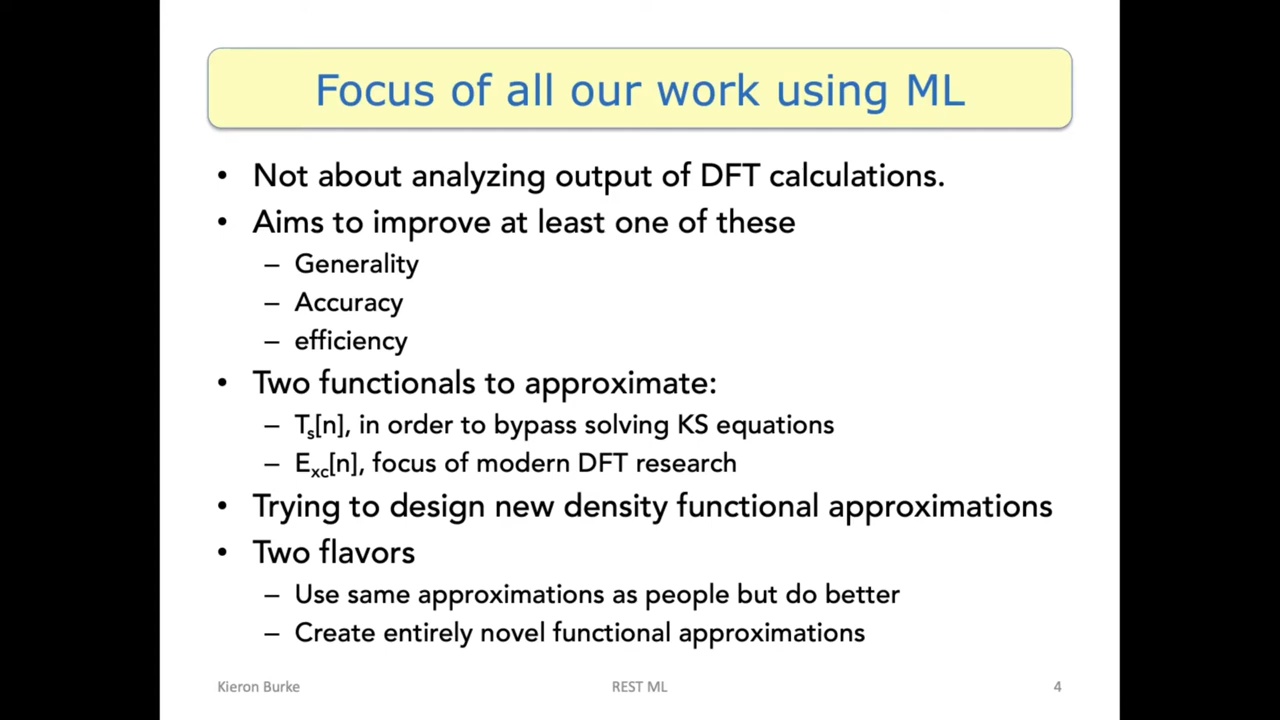 Focus of all our work using ML
• Not about analyzing output of DFT calculations.
• Aims to improve at least one of these
– Generality
– Accuracy
– efficiency
• Two functionals to approximate:
– Tₛ[n], in order to bypass solving KS equations
– E_xc[n], focus of modern DFT research
• Trying to design new density functional approximations
• Two flavors
– Use same approximations as people but do better
– Create entirely novel functional approximations
Kieron Burke REST ML 4